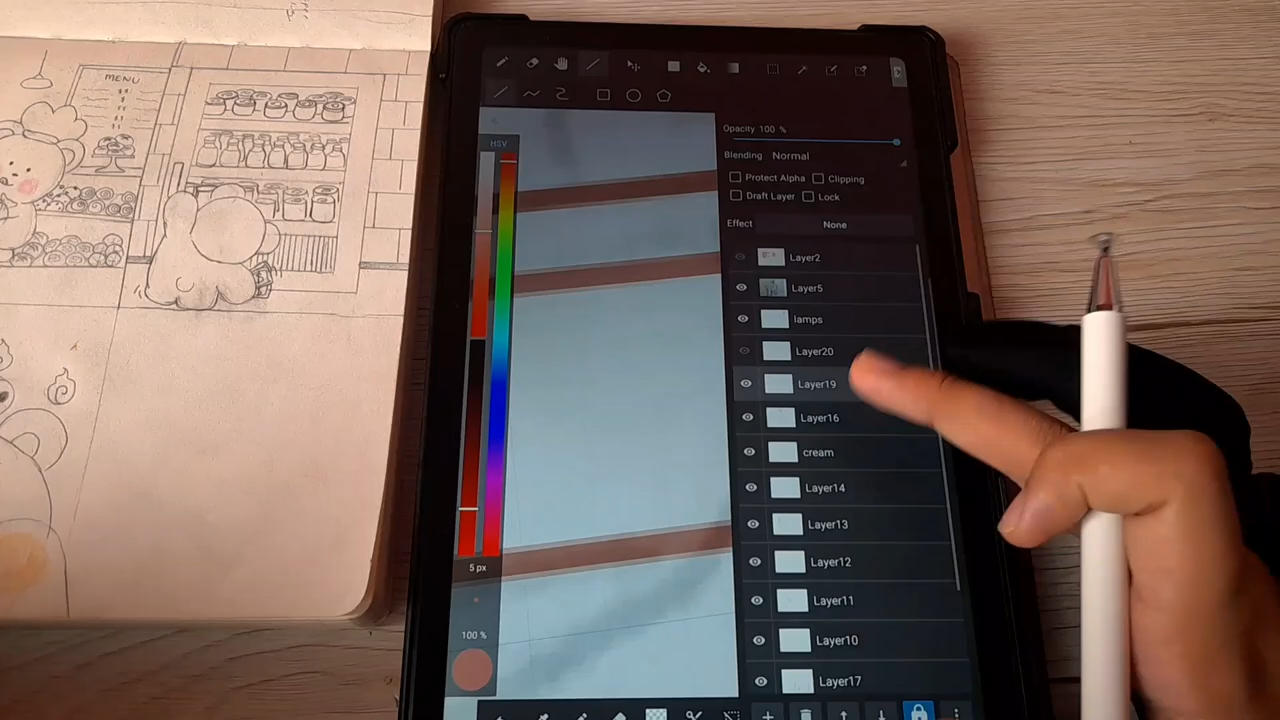 MENU
HSV
5 px
100 %
Opacity 100 %
Blending Normal
Protect Alpha Clipping
Draft Layer Lock
Effect None
Layer2
Layer5
lamps
Layer20
Layer19
Layer16
cream
Layer14
Layer13
Layer12
Layer11
Layer10
Layer17